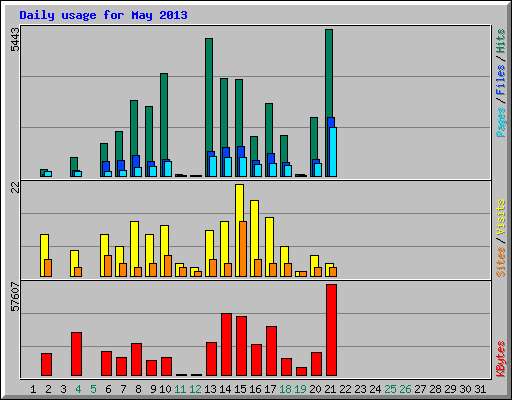 Daily usage for May 2013
5443
Pages / Files / Hits
22
Sites / Visits
57607
KBytes
1 2 3 4 5 6 7 8 9 10 11 12 13 14 15 16 17 18 19 20 21 22 23 24 25 26 27 28 29 30 31